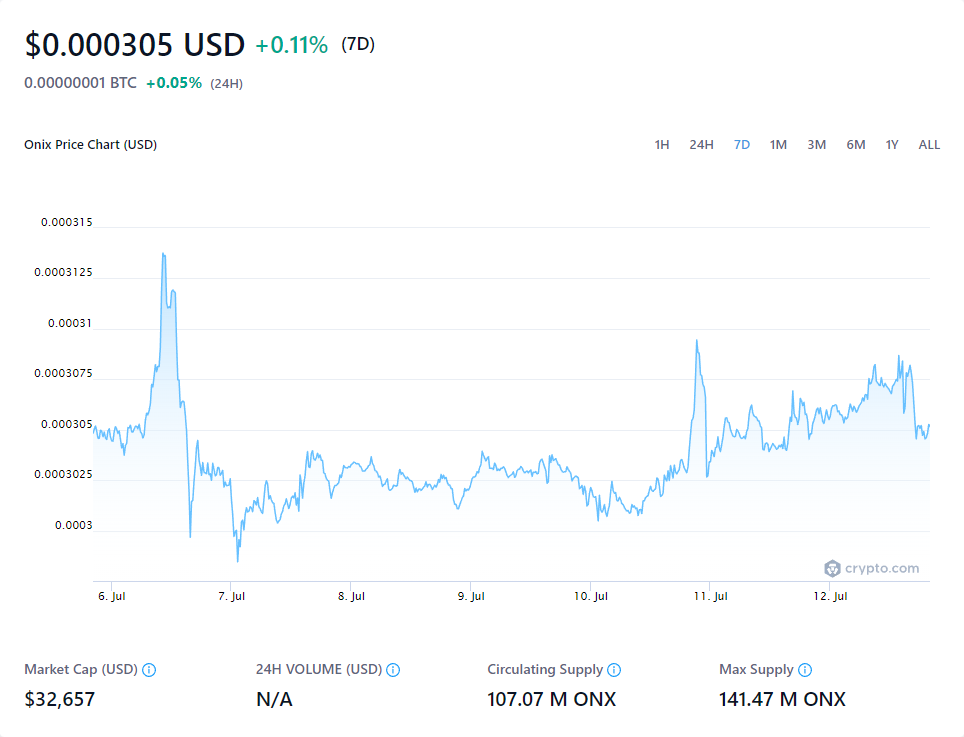 $0.000305 USD +0.11% (7D)
0.00000001 BTC +0.05% (24H)
Onix Price Chart (USD)
1H 24H 7D 1M 3M 6M 1Y ALL
0.000315
0.0003125
0.00031
0.0003075
0.000305
0.0003025
0.0003
crypto.com
6. Jul 7. Jul 8. Jul 9. Jul 10. Jul 11. Jul 12. Jul
Market Cap (USD) 24H VOLUME (USD) Circulating Supply Max Supply
$32,657 N/A 107.07 M ONX 141.47 M ONX